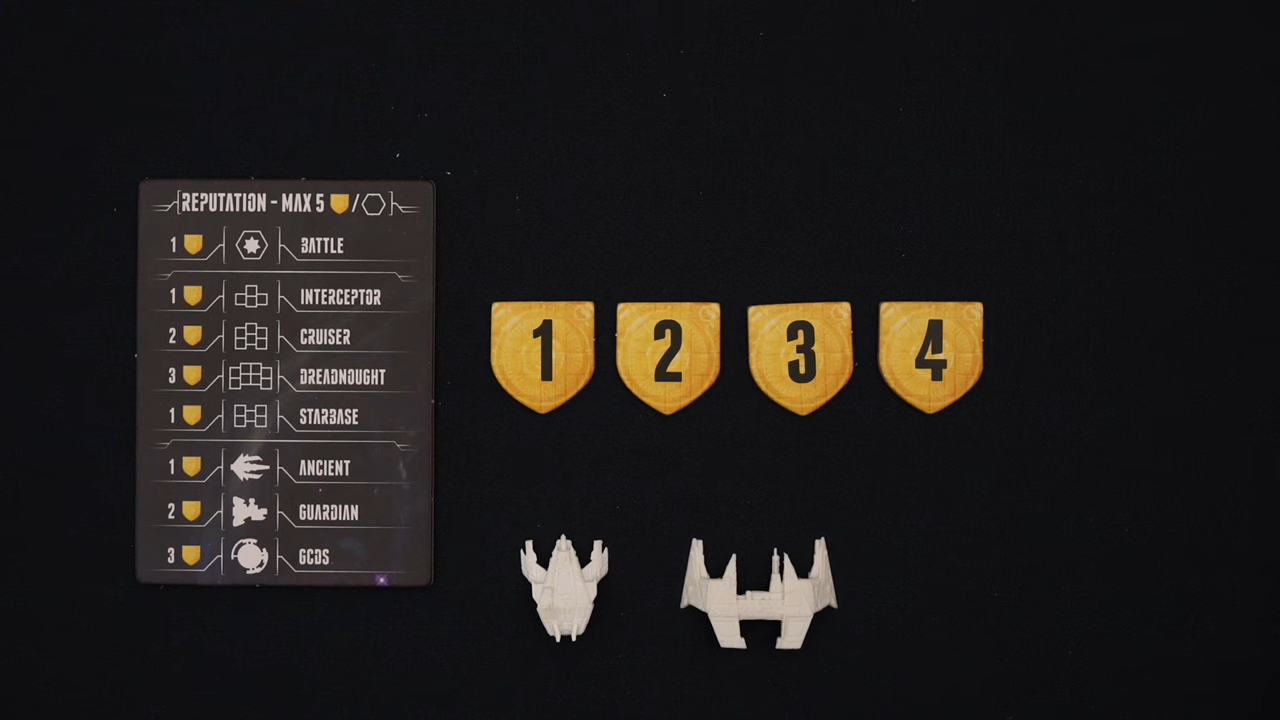 REPUTATION - MAX 5 /
1 BATTLE
1 INTERCEPTOR
2 CRUISER
3 DREADNOUGHT
1 STARBASE
1 ANCIENT
2 GUARDIAN
3 GCDS
1 2 3 4